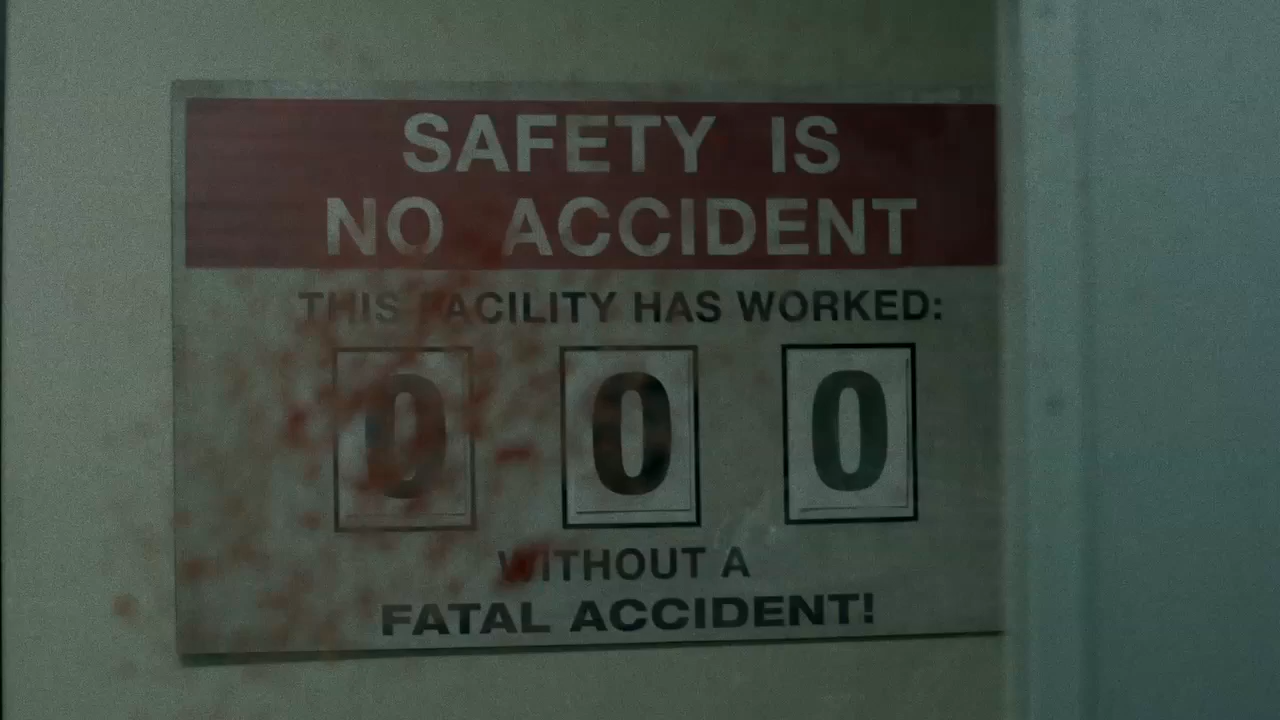 SAFETY IS
NO ACCIDENT
THIS FACILITY HAS WORKED:
0 0 0
WITHOUT A
FATAL ACCIDENT!